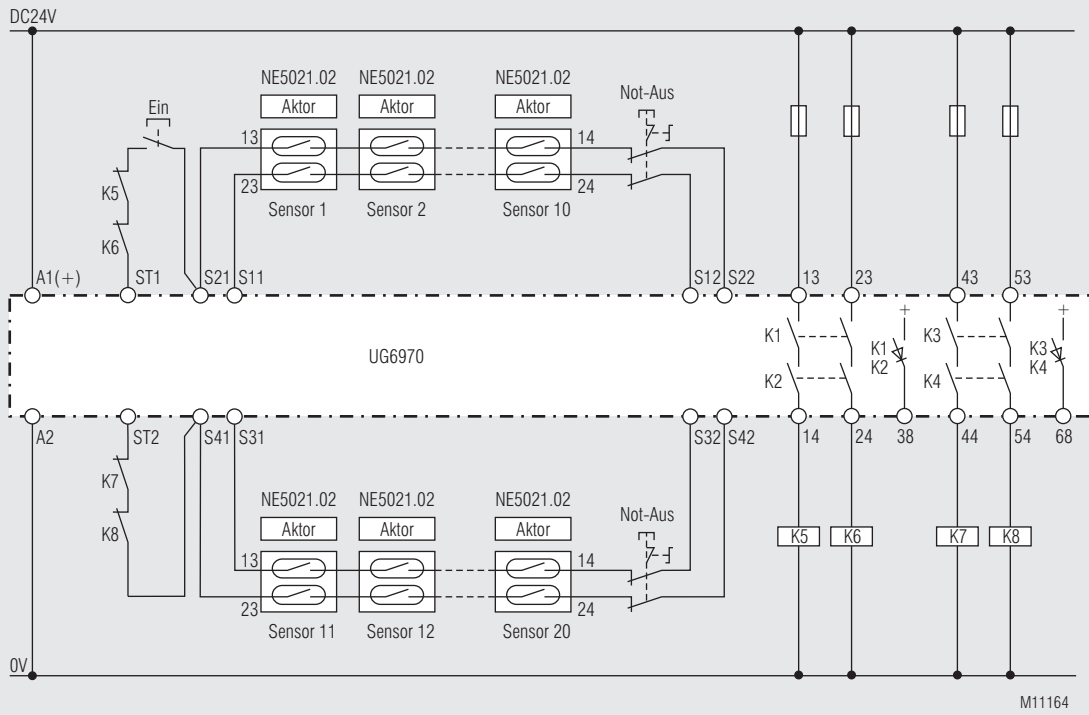 DC24V
NE5021.02 NE5021.02 NE5021.02
Not-Aus
Ein
Aktor Aktor Aktor
13 14
23 24
K5
Sensor 1 Sensor 2 Sensor 10
K6
A1(+) ST1 S21 S11 S12 S22 13 23 43 53
+ +
K1 K1 K2 K3 K3 K4
UG6970
K2 K4
A2 ST2 S41 S31 S32 S42 14 24 38 44 54 68
K7
NE5021.02 NE5021.02 NE5021.02
Not-Aus
K8
Aktor Aktor Aktor
K5 K6 K7 K8
13 14
23 24
Sensor 11 Sensor 12 Sensor 20
0V
M11164